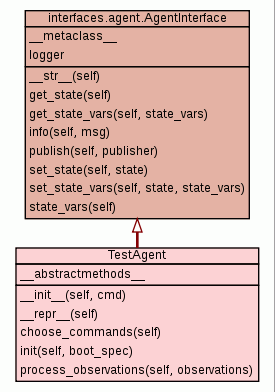 interfaces.agent.AgentInterface
__metaclass__
logger
__str__(self)
get_state(self)
get_state_vars(self, state_vars)
info(self, msg)
publish(self, publisher)
set_state(self, state)
set_state_vars(self, state, state_vars)
state_vars(self)
TestAgent
__abstractmethods__
__init__(self, cmd)
__repr__(self)
choose_commands(self)
init(self, boot_spec)
process_observations(self, observations)